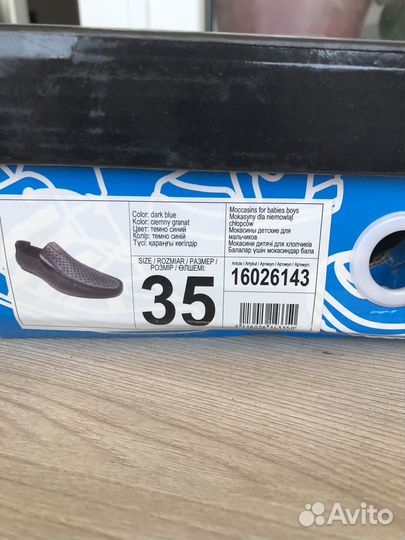 Color: dark blue
Kolor: ciemny granat
Цвет: темно синий
Колір: темно синій
Түсі: қараңғы көгілдір
Moccasins for babies boys
Mokasyny dla niemowląt
chłopców
Мокасины детские для
мальчиков
Мокасини дитячі для хлопчиків
Балалар үшін мокасиндар бала
SIZE / ROZMIAR / РАЗМЕР /
РОЗМІР / ӨЛШЕМІ:
35
Article / Artykuł / Артикул / Артикул / Артикул
16026143
Avito